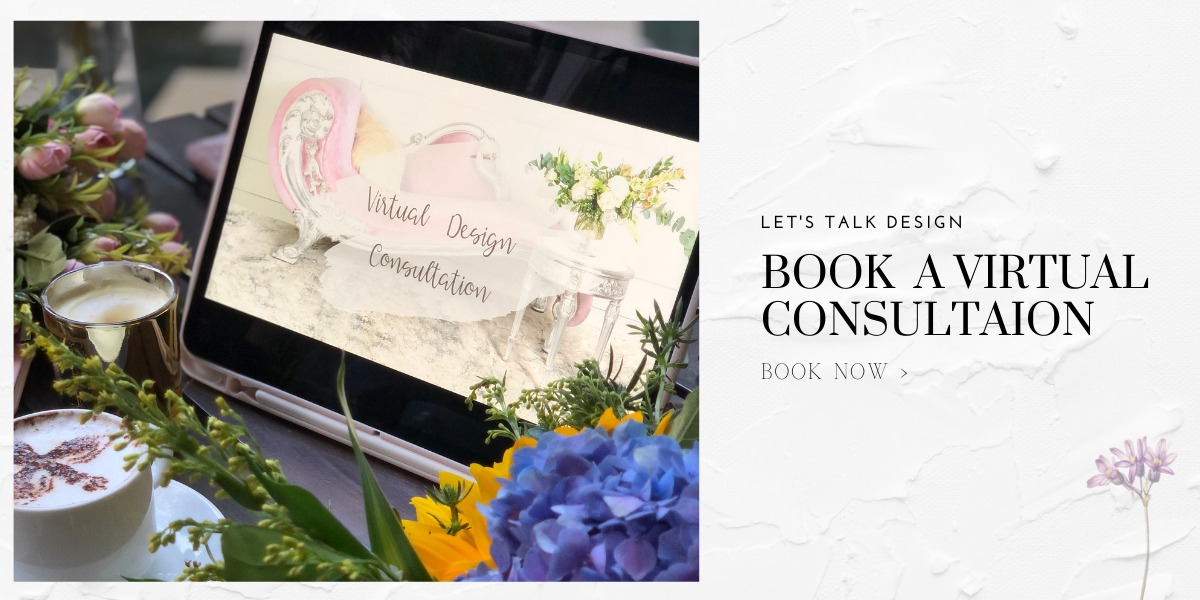 Virtual Design
Consultation
LET'S TALK DESIGN
BOOK A VIRTUAL
CONSULTAION
BOOK NOW >